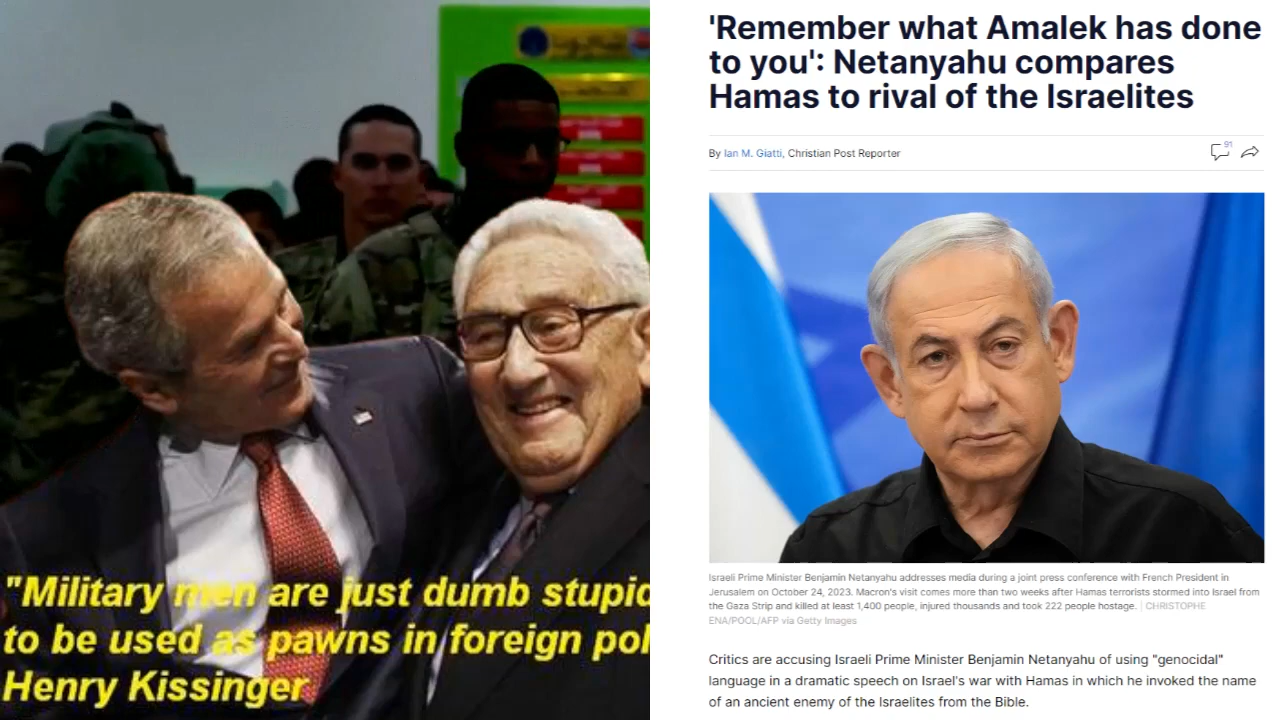 "Military men are just dumb stupid
to be used as pawns in foreign pol
Henry Kissinger
'Remember what Amalek has done
to you': Netanyahu compares
Hamas to rival of the Israelites
By Ian M. Giatti, Christian Post Reporter
91
Israeli Prime Minister Benjamin Netanyahu addresses media during a joint press conference with French President in
Jerusalem on October 24, 2023. Macron's visit comes more than two weeks after Hamas terrorists stormed into Israel from
the Gaza Strip and killed at least 1,400 people, injured thousands and took 222 people hostage. | CHRISTOPHE
ENA/POOL/AFP via Getty Images
Critics are accusing Israeli Prime Minister Benjamin Netanyahu of using "genocidal"
language in a dramatic speech on Israel's war with Hamas in which he invoked the name
of an ancient enemy of the Israelites from the Bible.